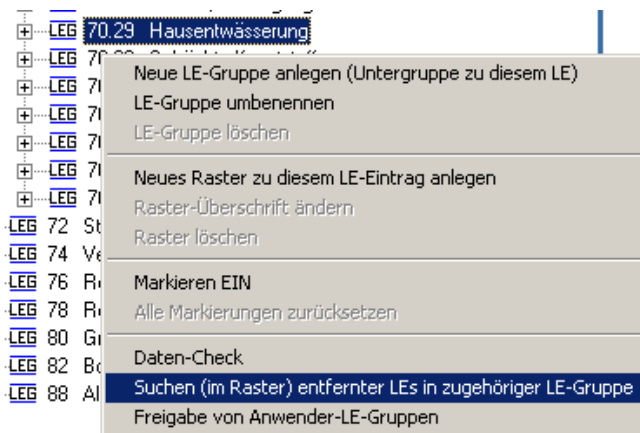 LEG 70.29 Hausentwässerung
LEG
LEG
LEG
LEG
LEG
LEG
LEG 72 St
LEG 74 Ve
LEG 76
LEG 78
LEG 80
LEG 82
LEG 88 Al
Neue LE-Gruppe anlegen (Untergruppe zu diesem LE)
LE-Gruppe umbenennen
LE-Gruppe löschen
Neues Raster zu diesem LE-Eintrag anlegen
Raster-Überschrift ändern
Raster löschen
Markieren EIN
Alle Markierungen zurücksetzen
Daten-Check
Suchen (im Raster) entfernter LEs in zugehöriger LE-Gruppe
Freigabe von Anwender-LE-Gruppen